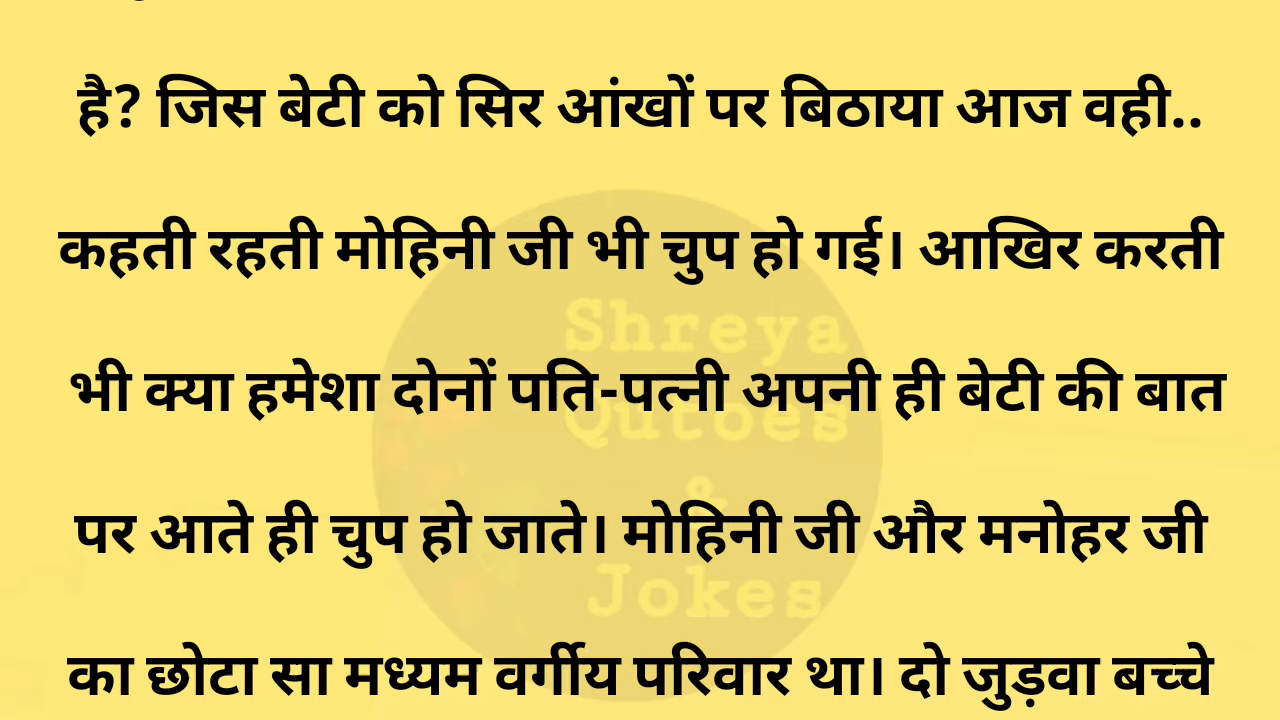 है? जिस बेटी को सिर आंखों पर बिठाया आज वही..
कहती रहती मोहिनी जी भी चुप हो गई। आखिर करती
भी क्या हमेशा दोनों पति-पत्नी अपनी ही बेटी की बात
पर आते ही चुप हो जाते। मोहिनी जी और मनोहर जी
का छोटा सा मध्यम वर्गीय परिवार था। दो जुड़वा बच्चे
Shreya
Qutoes
&
Jokes